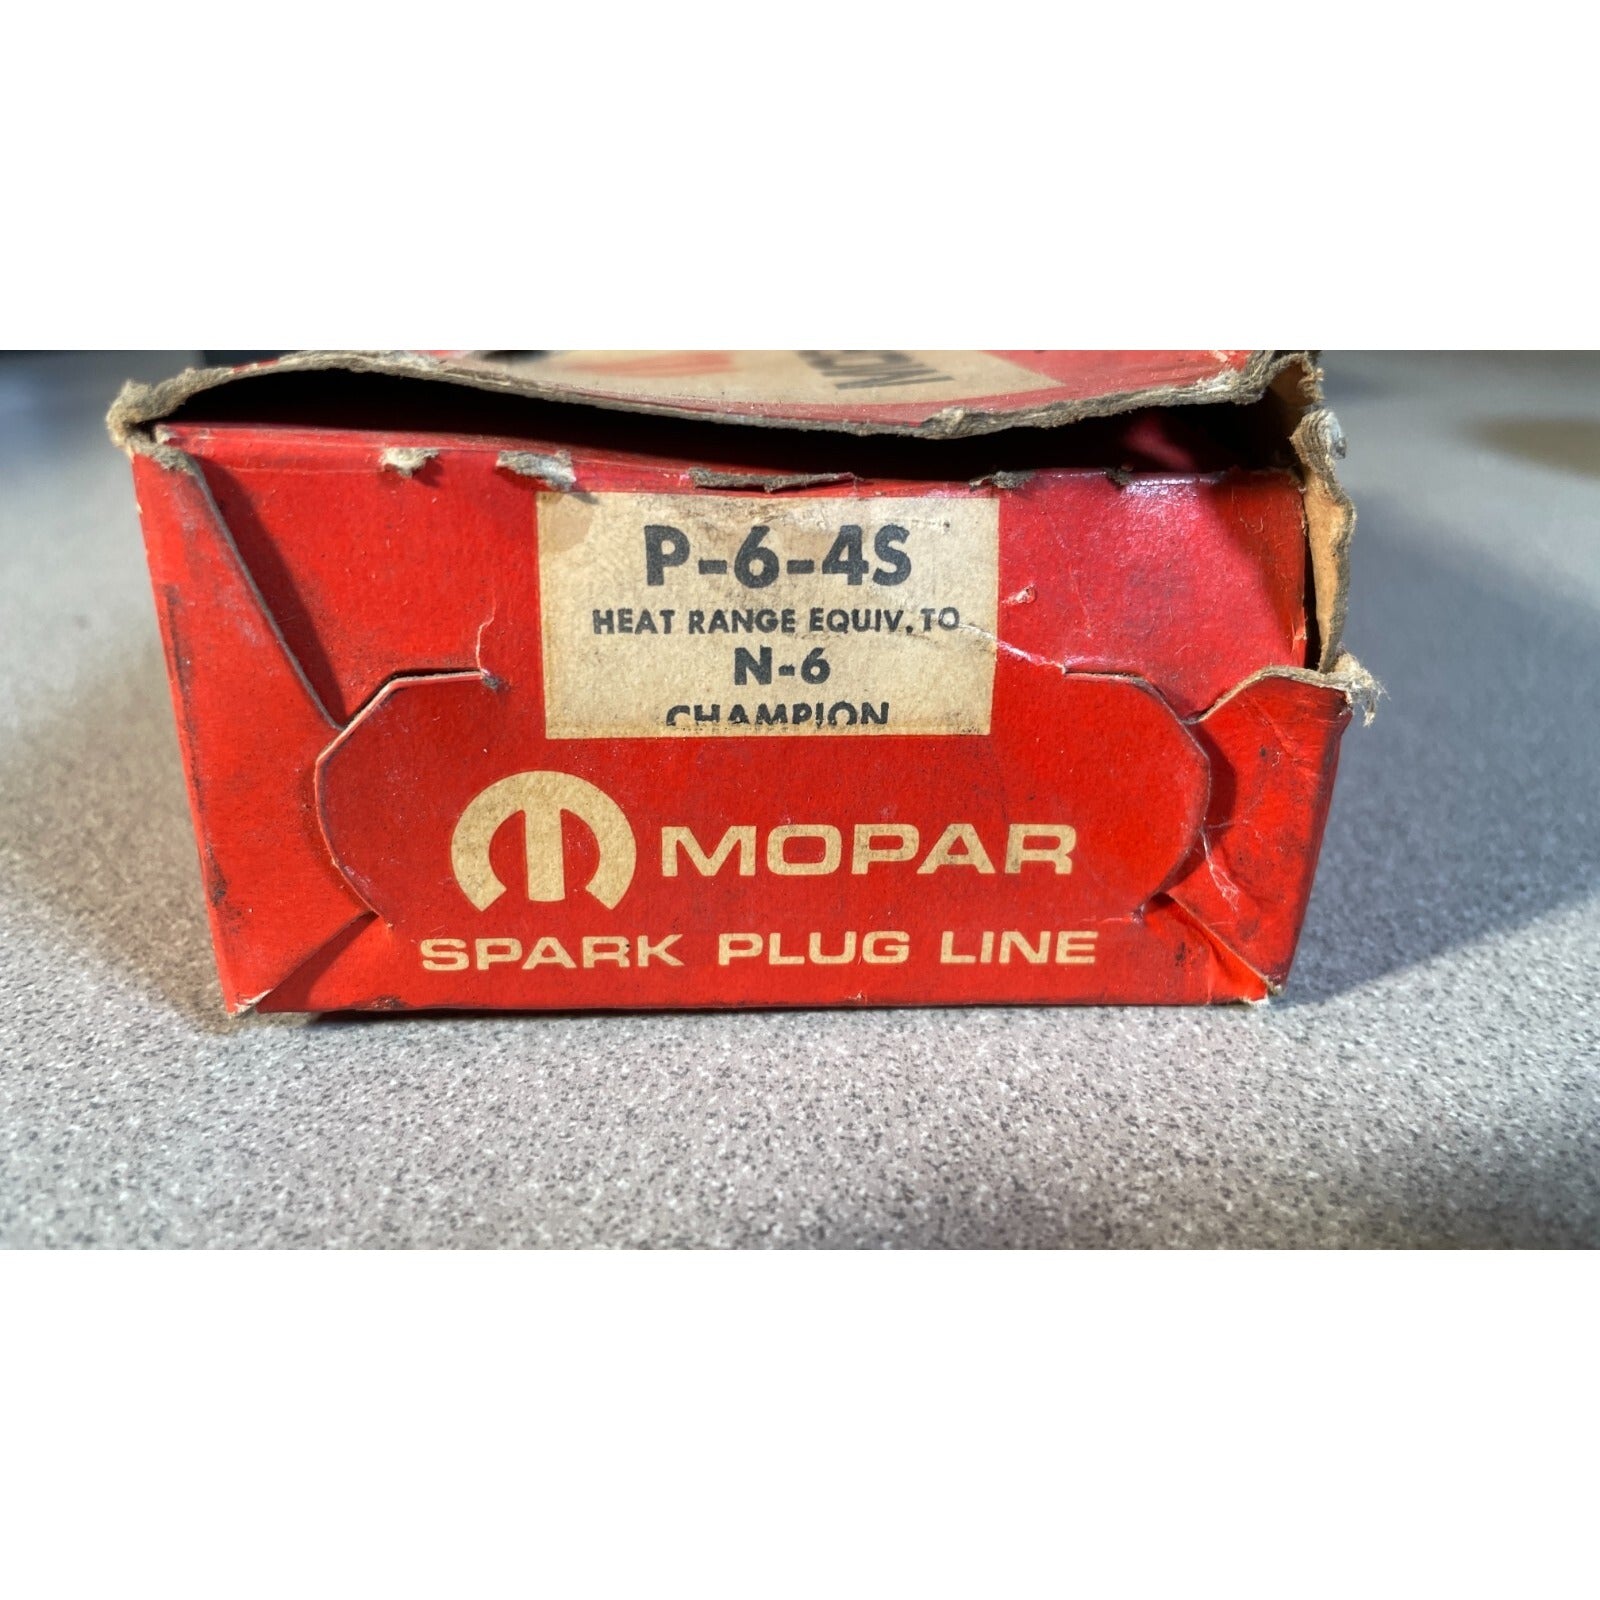 P-6-4S
HEAT RANGE EQUIV. TO
N-6
CHAMPION
MOPAR
SPARK PLUG LINE